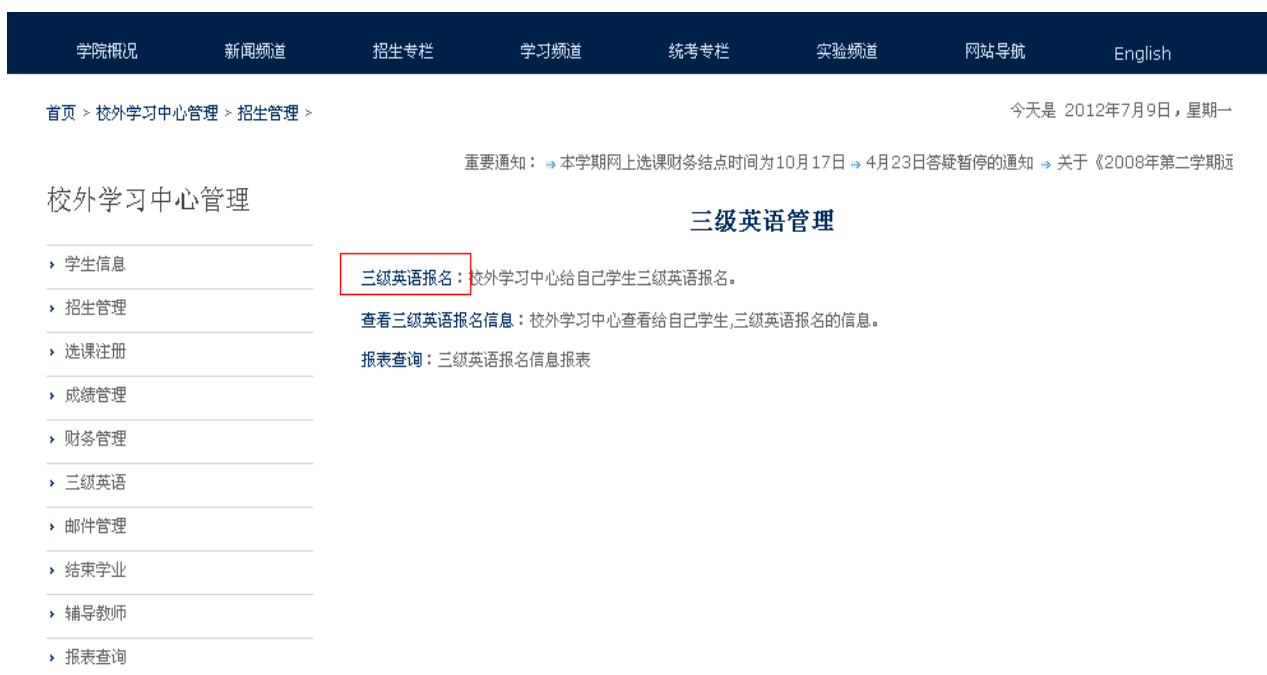 学院概况 新闻频道 招生专栏 学习频道 统考专栏 实验频道 网站导航 English
首页 > 校外学习中心管理 > 招生管理 >
今天是 2012年7月9日，星期一
重要通知： 本学期网上选课财务结点时间为10月17日 4月23日答疑暂停的通知 关于《2008年第二学期远
校外学习中心管理
三级英语管理
学生信息
招生管理
选课注册
成绩管理
财务管理
三级英语
邮件管理
结束学业
辅导教师
报表查询
三级英语报名：校外学习中心给自己学生三级英语报名。
查看三级英语报名信息：校外学习中心查看给自己学生,三级英语报名的信息。
报表查询：三级英语报名信息报表